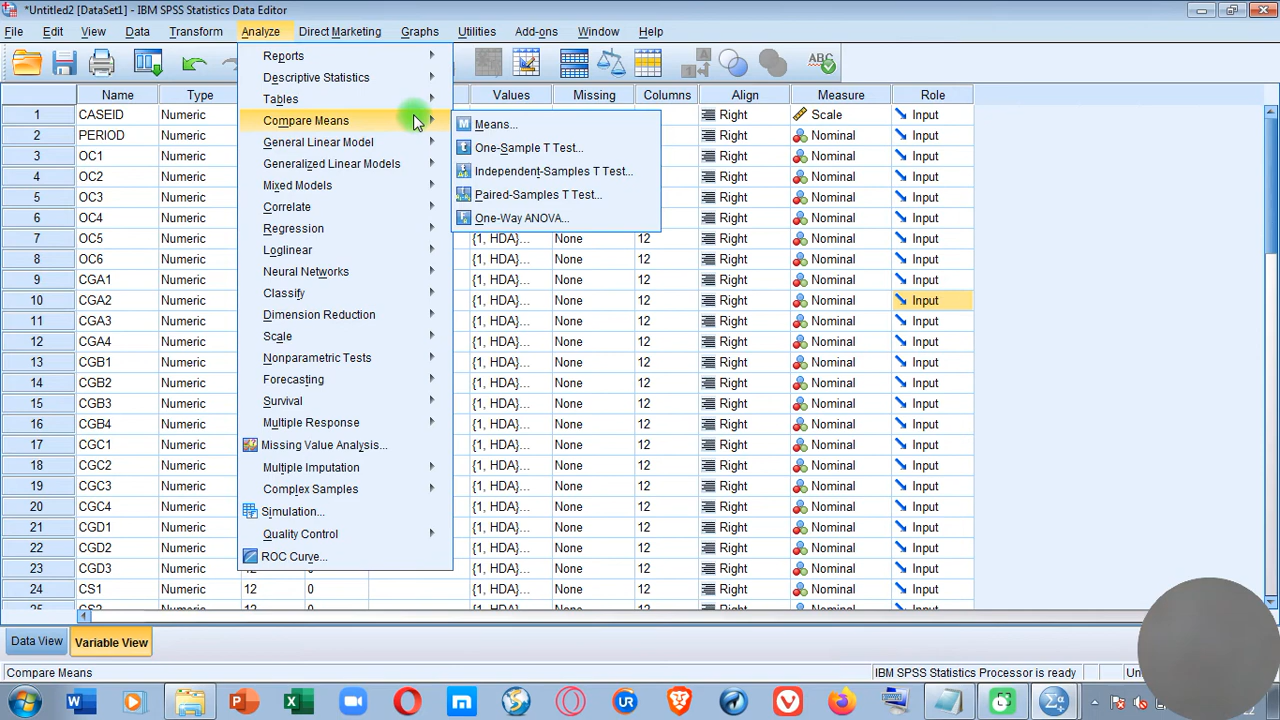 *Untitled2 [DataSet1] - IBM SPSS Statistics Data Editor
File Edit View Data Transform Analyze Direct Marketing Graphs Utilities Add-ons Window Help
ABC
Name Type Values Missing Columns Align Measure Role
Reports
Descriptive Statistics
Tables
Compare Means
General Linear Model
Generalized Linear Models
Mixed Models
Correlate
Regression
Loglinear
Neural Networks
Classify
Dimension Reduction
Scale
Nonparametric Tests
Forecasting
Survival
Multiple Response
Missing Value Analysis...
Multiple Imputation
Complex Samples
Simulation...
Quality Control
ROC Curve...
Means...
One-Sample T Test...
Independent-Samples T Test...
Paired-Samples T Test...
One-Way ANOVA...
1 CASEID Numeric Right Scale Input
2 PERIOD Numeric Right Nominal Input
3 OC1 Numeric Right Nominal Input
4 OC2 Numeric Right Nominal Input
5 OC3 Numeric Right Nominal Input
6 OC4 Numeric Right Nominal Input
7 OC5 Numeric {1, HDA}... None 12 Right Nominal Input
8 OC6 Numeric {1, HDA}... None 12 Right Nominal Input
9 CGA1 Numeric {1, HDA}... None 12 Right Nominal Input
10 CGA2 Numeric {1, HDA}... None 12 Right Nominal Input
11 CGA3 Numeric {1, HDA}... None 12 Right Nominal Input
12 CGA4 Numeric {1, HDA}... None 12 Right Nominal Input
13 CGB1 Numeric {1, HDA}... None 12 Right Nominal Input
14 CGB2 Numeric {1, HDA}... None 12 Right Nominal Input
15 CGB3 Numeric {1, HDA}... None 12 Right Nominal Input
16 CGB4 Numeric {1, HDA}... None 12 Right Nominal Input
17 CGC1 Numeric {1, HDA}... None 12 Right Nominal Input
18 CGC2 Numeric {1, HDA}... None 12 Right Nominal Input
19 CGC3 Numeric {1, HDA}... None 12 Right Nominal Input
20 CGC4 Numeric {1, HDA}... None 12 Right Nominal Input
21 CGD1 Numeric {1, HDA}... None 12 Right Nominal Input
22 CGD2 Numeric {1, HDA}... None 12 Right Nominal Input
23 CGD3 Numeric {1, HDA}... None 12 Right Nominal Input
24 CS1 Numeric 12 0 {1, HDA}... None 12 Right Nominal Input
Data View Variable View
Compare Means IBM SPSS Statistics Processor is ready